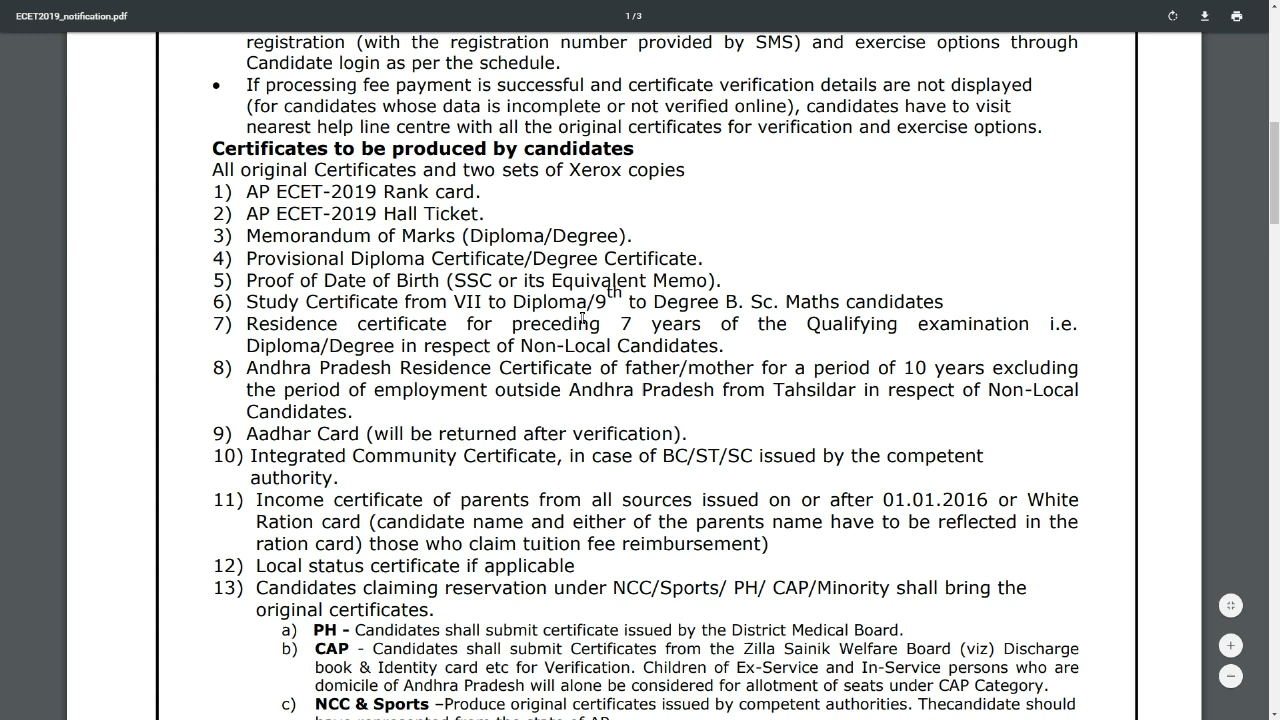 ECET2019_notification.pdf
1 / 3
registration (with the registration number provided by SMS) and exercise options through
Candidate login as per the schedule.
• If processing fee payment is successful and certificate verification details are not displayed
(for candidates whose data is incomplete or not verified online), candidates have to visit
nearest help line centre with all the original certificates for verification and exercise options.
Certificates to be produced by candidates
All original Certificates and two sets of Xerox copies
1) AP ECET-2019 Rank card.
2) AP ECET-2019 Hall Ticket.
3) Memorandum of Marks (Diploma/Degree).
4) Provisional Diploma Certificate/Degree Certificate.
5) Proof of Date of Birth (SSC or its Equivalent Memo).
6) Study Certificate from VII to Diploma/9th to Degree B. Sc. Maths candidates
7) Residence certificate for preceding 7 years of the Qualifying examination i.e.
Diploma/Degree in respect of Non-Local Candidates.
8) Andhra Pradesh Residence Certificate of father/mother for a period of 10 years excluding
the period of employment outside Andhra Pradesh from Tahsildar in respect of Non-Local
Candidates.
9) Aadhar Card (will be returned after verification).
10) Integrated Community Certificate, in case of BC/ST/SC issued by the competent
authority.
11) Income certificate of parents from all sources issued on or after 01.01.2016 or White
Ration card (candidate name and either of the parents name have to be reflected in the
ration card) those who claim tuition fee reimbursement)
12) Local status certificate if applicable
13) Candidates claiming reservation under NCC/Sports/ PH/ CAP/Minority shall bring the
original certificates.
a) PH - Candidates shall submit certificate issued by the District Medical Board.
b) CAP - Candidates shall submit Certificates from the Zilla Sainik Welfare Board (viz) Discharge
book & Identity card etc for Verification. Children of Ex-Service and In-Service persons who are
domicile of Andhra Pradesh will alone be considered for allotment of seats under CAP Category.
c) NCC & Sports –Produce original certificates issued by competent authorities. Thecandidate should
have represented from the state of AP